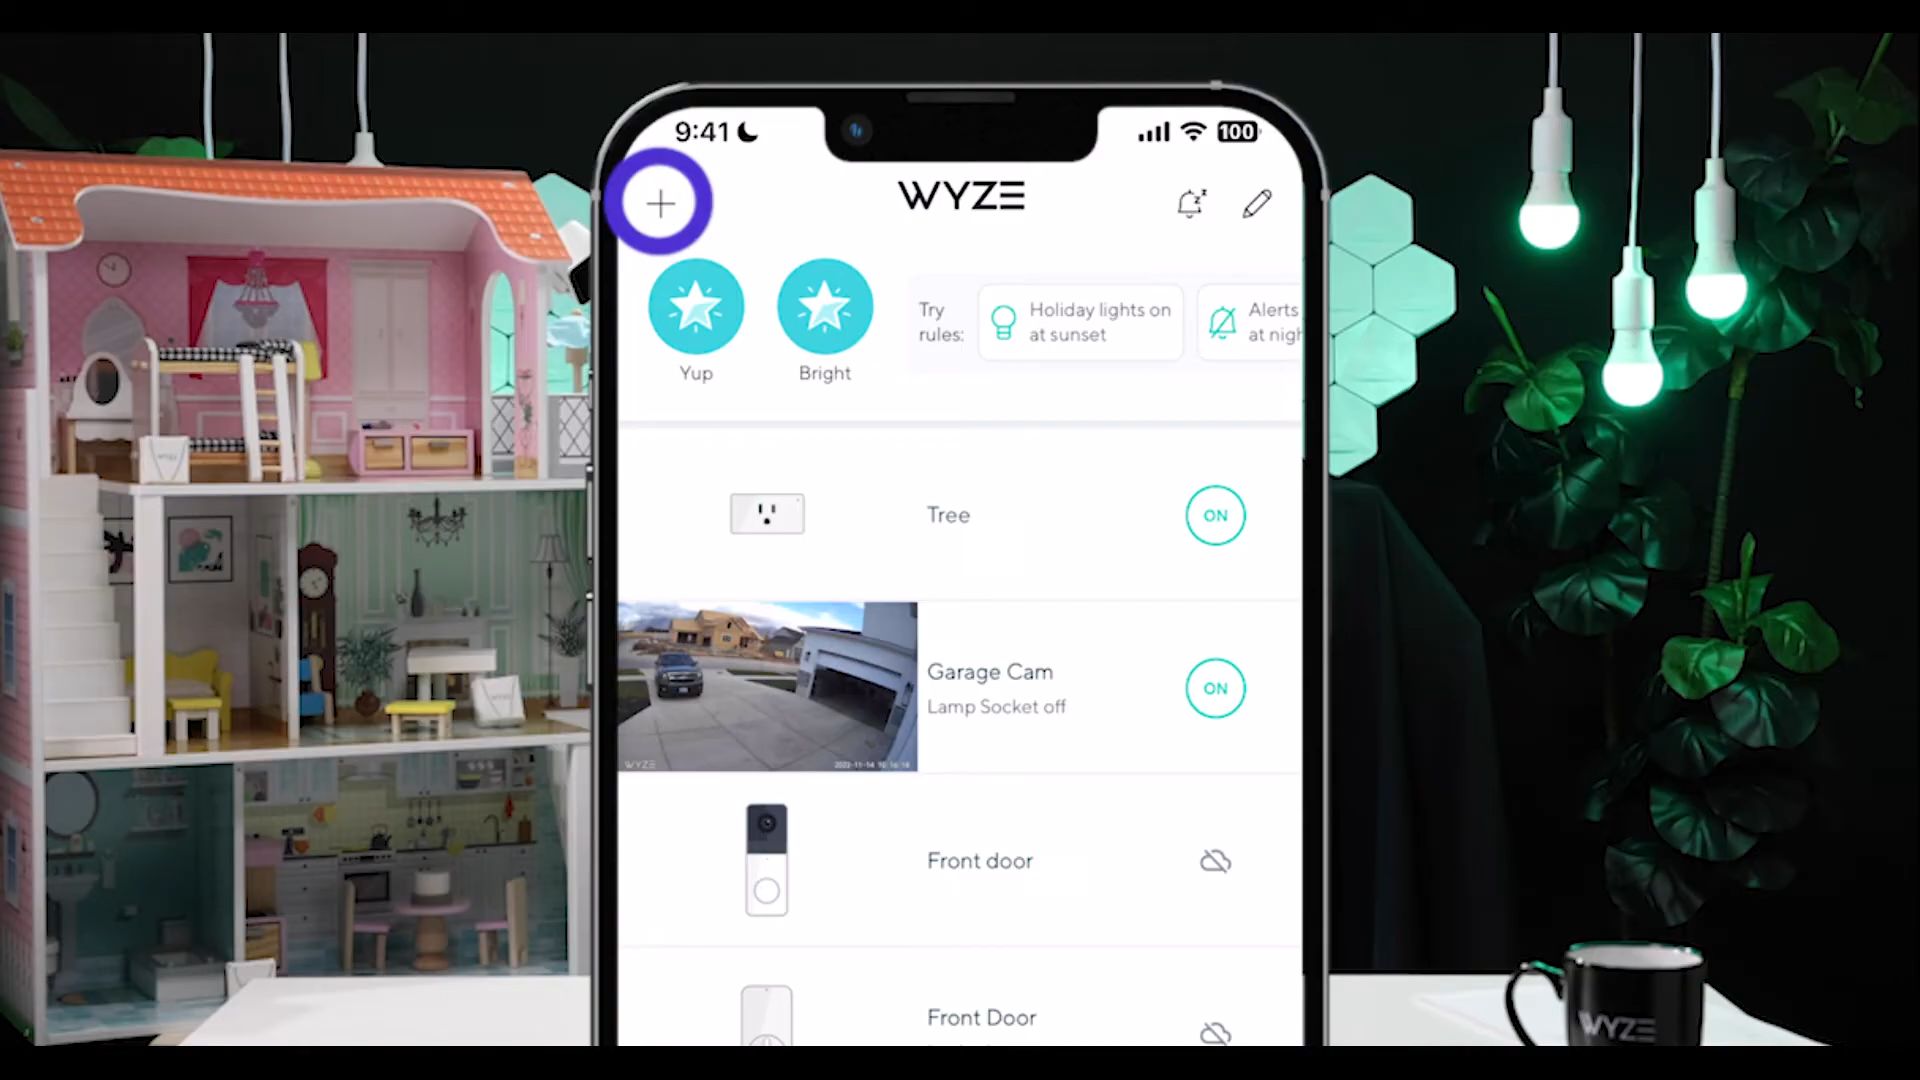 9:41
100
WYZE
Yup
Bright
Try
rules:
Holiday lights on
at sunset
Alerts
at nigh
Tree
ON
Garage Cam
Lamp Socket off
ON
WYZE
Front door
Front Door
WYZE